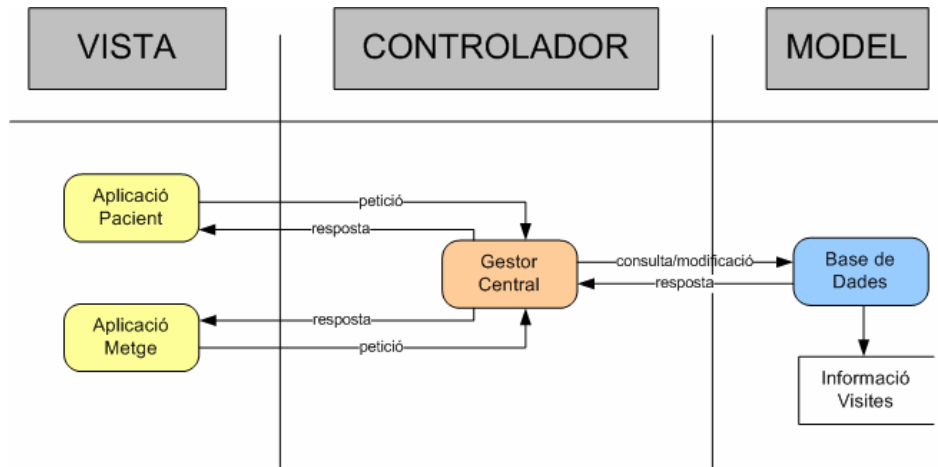 VISTA
CONTROLADOR
MODEL
Aplicació
Pacient
petició
resposta
Gestor
Central
consulta/modificació
resposta
Base de
Dades
Aplicació
Metge
resposta
petició
Informació
Visites